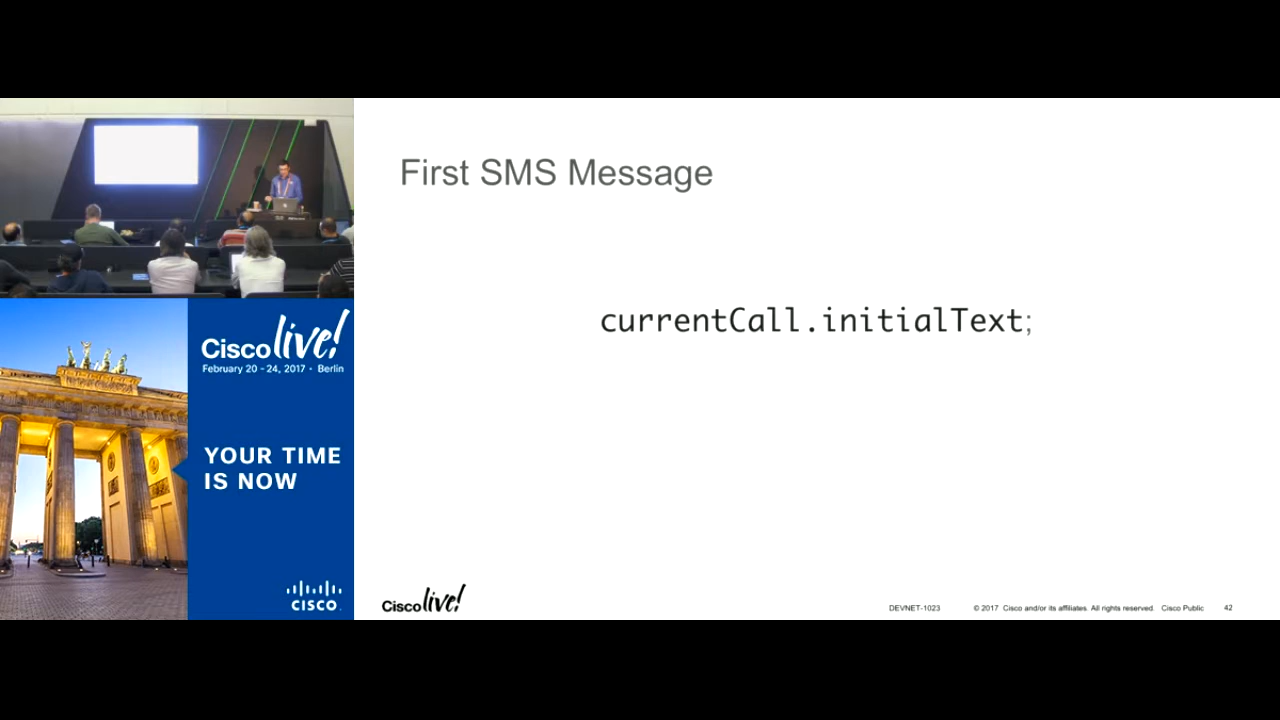 First SMS Message
currentCall.initialText;
Cisco live!
February 20 - 24, 2017 • Berlin
YOUR TIME
IS NOW
CISCO
Cisco live!
DEVNET-1023
© 2017 Cisco and/or its affiliates. All rights reserved. Cisco Public
42